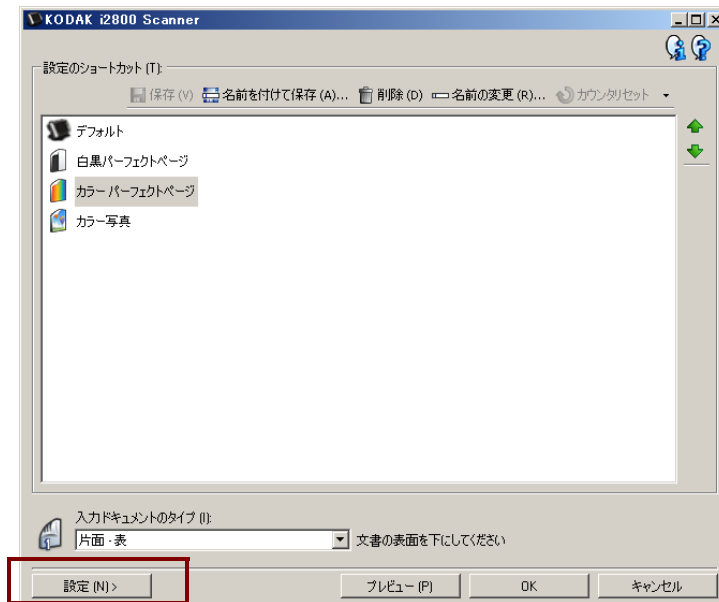 KODAK i2800 Scanner
設定のショートカット (T):
保存 (V) 名前を付けて保存 (A)... 削除 (D) 名前の変更 (R)... カウンタリセット
デフォルト
白黒パーフェクトページ
カラー パーフェクトページ
カラー写真
入力ドキュメントのタイプ (I):
片面 - 表 文書の表面を下にしてください
設定 (N) > プレビュー (P) OK キャンセル